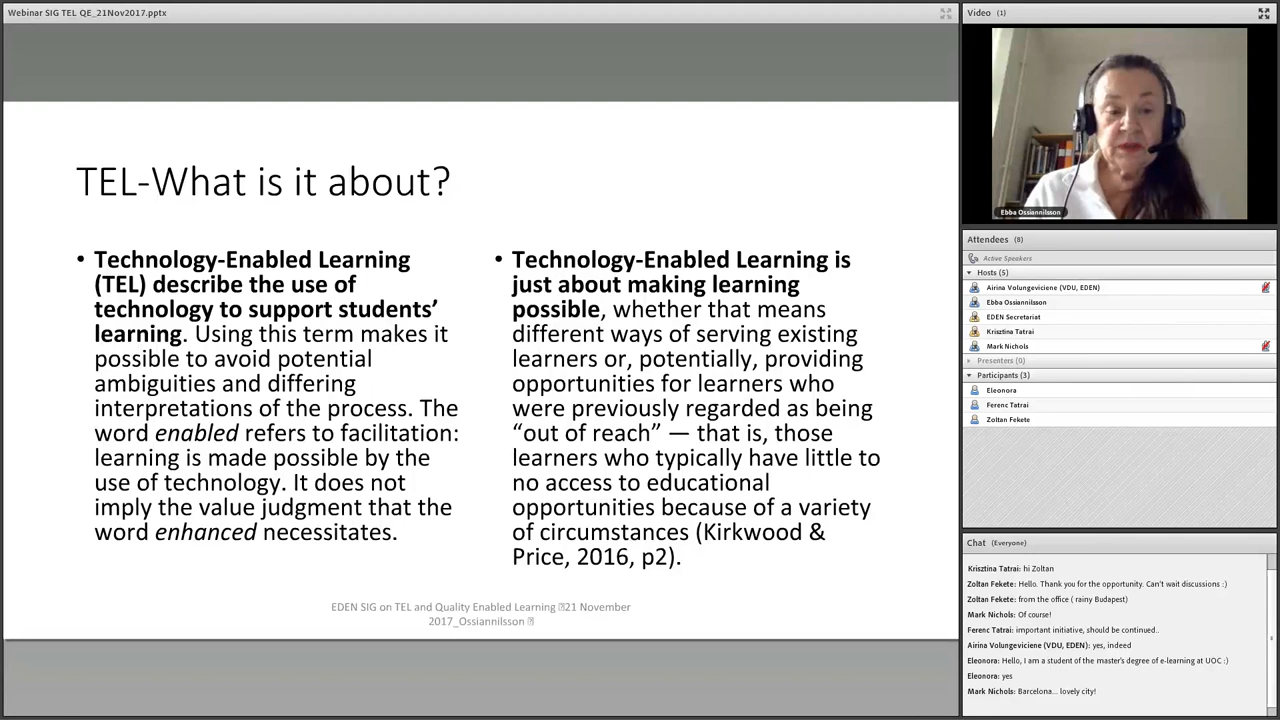 Webinar SIG TEL QE_21Nov2017.pptx
TEL-What is it about?
• Technology-Enabled Learning
(TEL) describe the use of
technology to support students’
learning. Using this term makes it
possible to avoid potential
ambiguities and differing
interpretations of the process. The
word enabled refers to facilitation:
learning is made possible by the
use of technology. It does not
imply the value judgment that the
word enhanced necessitates.
• Technology-Enabled Learning is
just about making learning
possible, whether that means
different ways of serving existing
learners or, potentially, providing
opportunities for learners who
were previously regarded as being
“out of reach” — that is, those
learners who typically have little to
no access to educational
opportunities because of a variety
of circumstances (Kirkwood &
Price, 2016, p2).
EDEN SIG on TEL and Quality Enabled Learning 21 November
2017_Ossiannilsson
Video (1)
Ebba Ossiannilsson
Attendees (8)
Active Speakers
Hosts (5)
Airina Volungeviciene (VDU, EDEN)
Ebba Ossiannilsson
EDEN Secretariat
Krisztina Tatrai
Mark Nichols
Presenters (0)
Participants (3)
Eleonora
Ferenc Tatrai
Zoltan Fekete
Chat (Everyone)
Krisztina Tatrai: hi Zoltan
Zoltan Fekete: Hello. Thank you for the opportunity. Can't wait discussions :)
Zoltan Fekete: from the office ( rainy Budapest)
Mark Nichols: Of course!
Ferenc Tatrai: important initiative, should be continued..
Airina Volungeviciene (VDU, EDEN): yes, indeed
Eleonora: Hello, I am a student of the master's degree of e-learning at UOC :)
Eleonora: yes
Mark Nichols: Barcelona... lovely city!